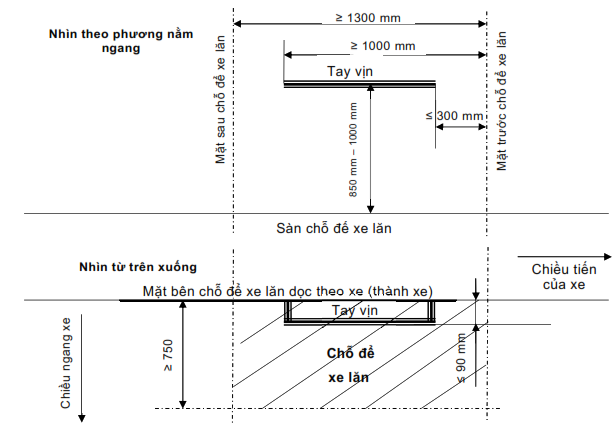 ≥ 1300 mm
Nhìn theo phương nằm
ngang
≥ 1000 mm
Tay vịn
Mặt sau chỗ để xe lăn
850 mm – 1000 mm
≤ 300 mm
Mặt trước chỗ để xe lăn
Sàn chỗ để xe lăn
Nhìn từ trên xuống
Chiều tiến
của xe
Mặt bên chỗ để xe lăn dọc theo xe (thành xe)
Tay vịn
Chiều ngang xe
≥ 750
Chỗ để
xe lăn
≤ 90 mm